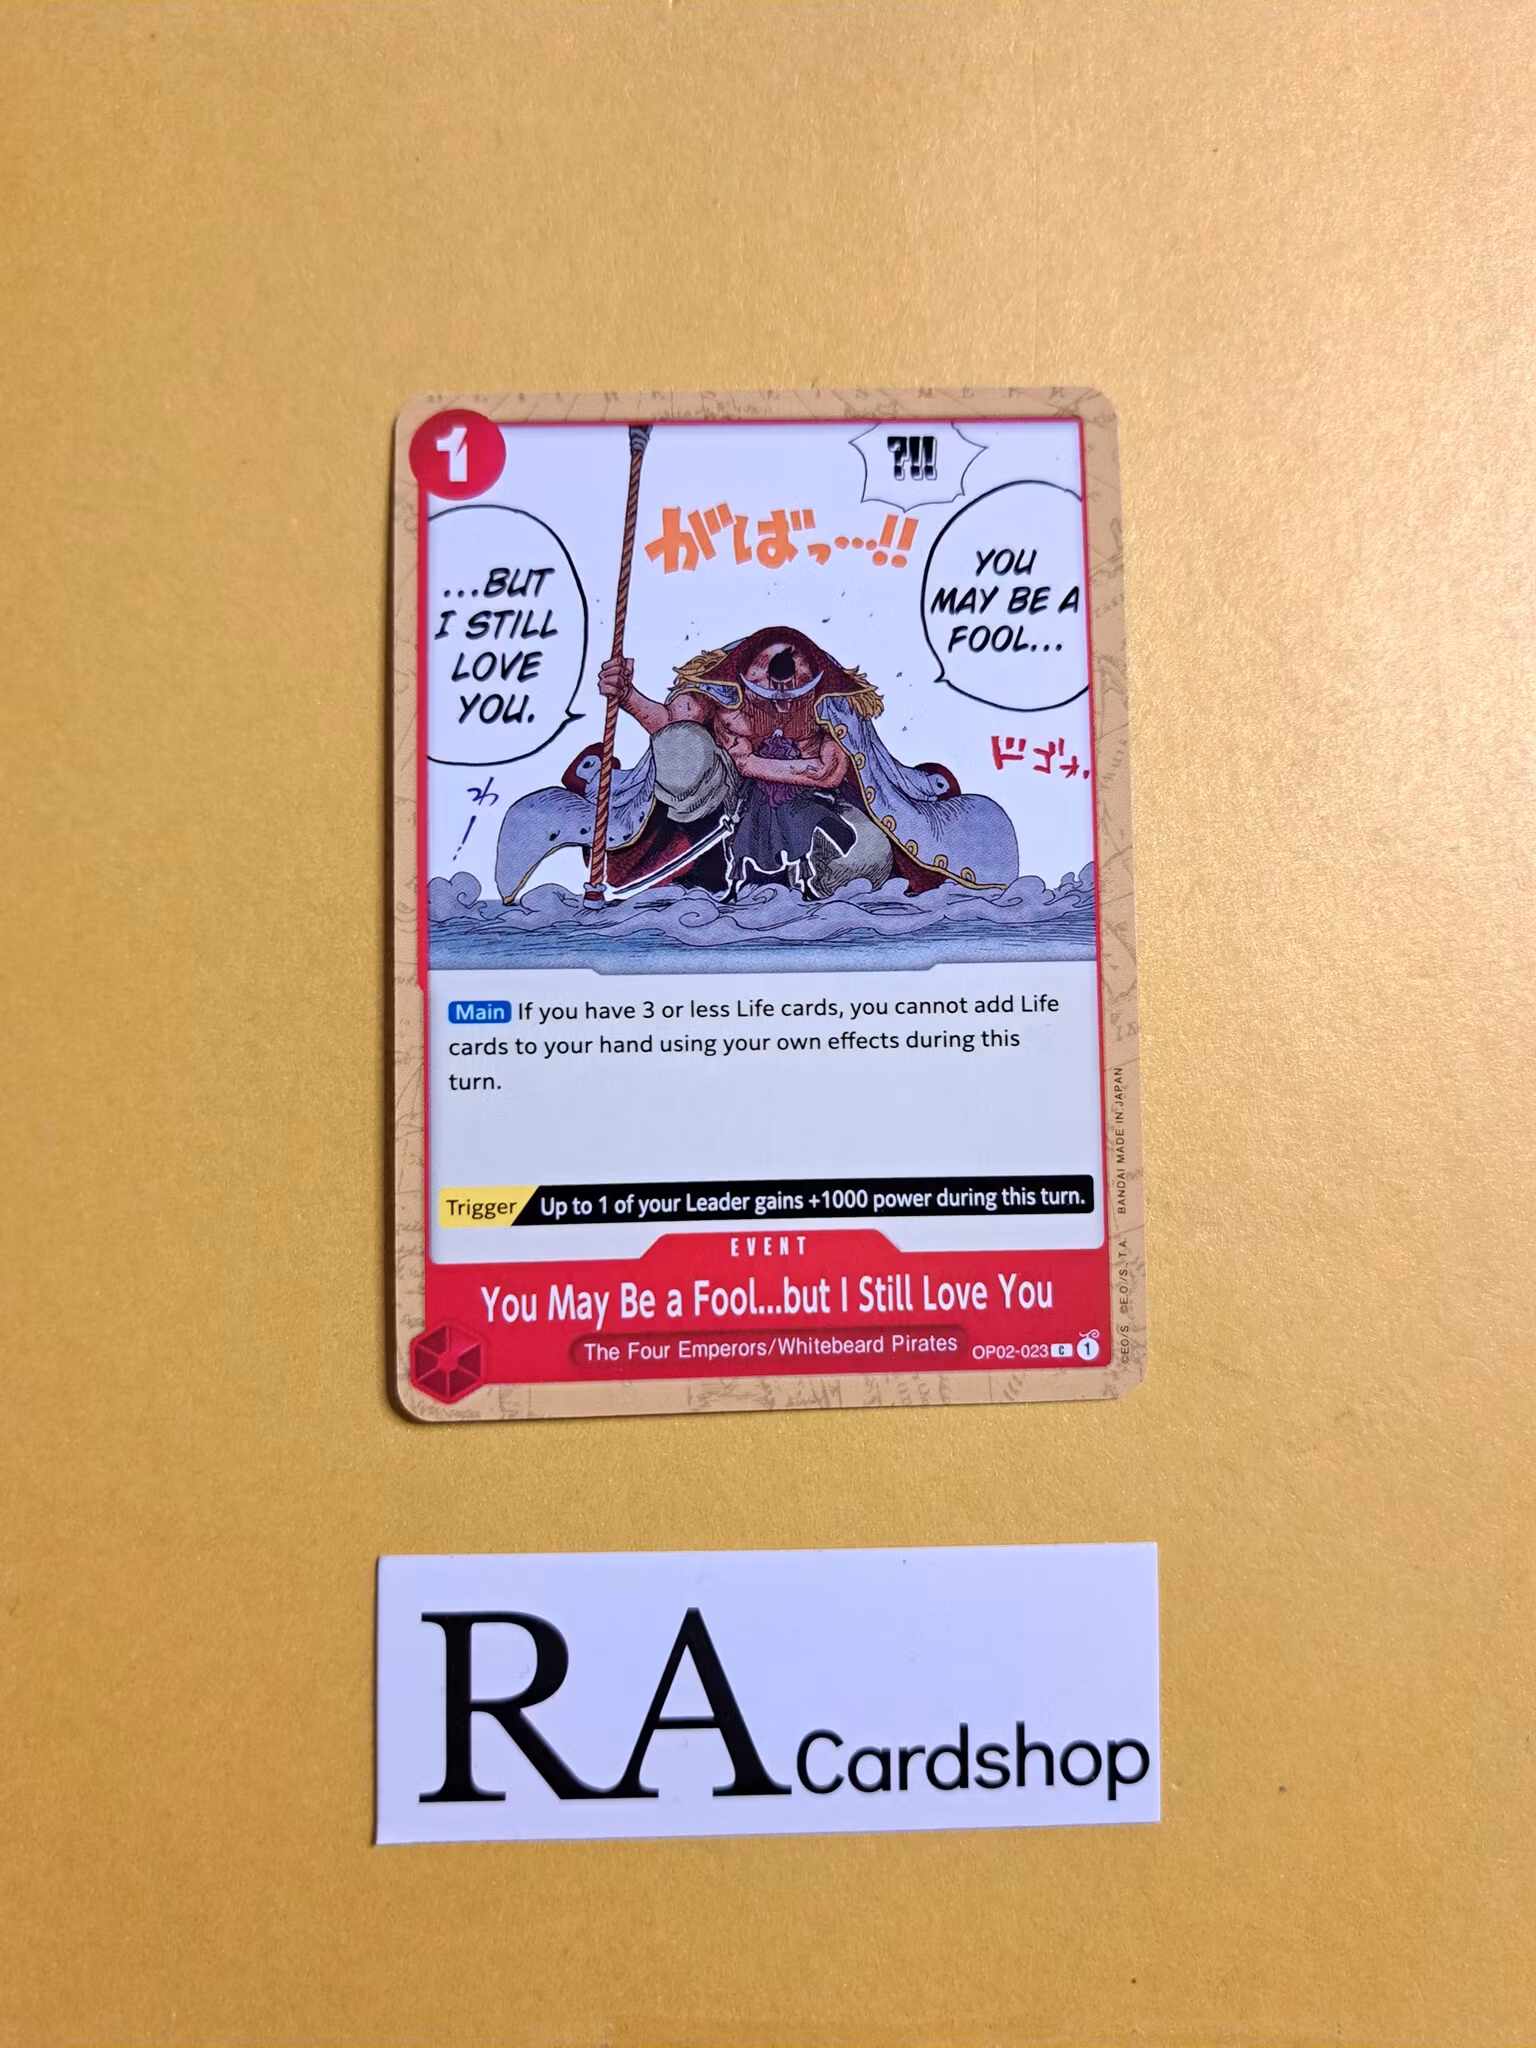 1
?!!
がばっ…!!
YOU
MAY BE A
FOOL...
...BUT
I STILL
LOVE
YOU.
Main If you have 3 or less Life cards, you cannot add Life
cards to your hand using your own effects during this
turn.
Trigger Up to 1 of your Leader gains +1000 power during this turn.
EVENT
You May Be a Fool...but I Still Love You
The Four Emperors/Whitebeard Pirates
OP02-023 C 1
©E.O/S. ©E.O./S., T.A. BANDAI MADE IN JAPAN
RA Cardshop